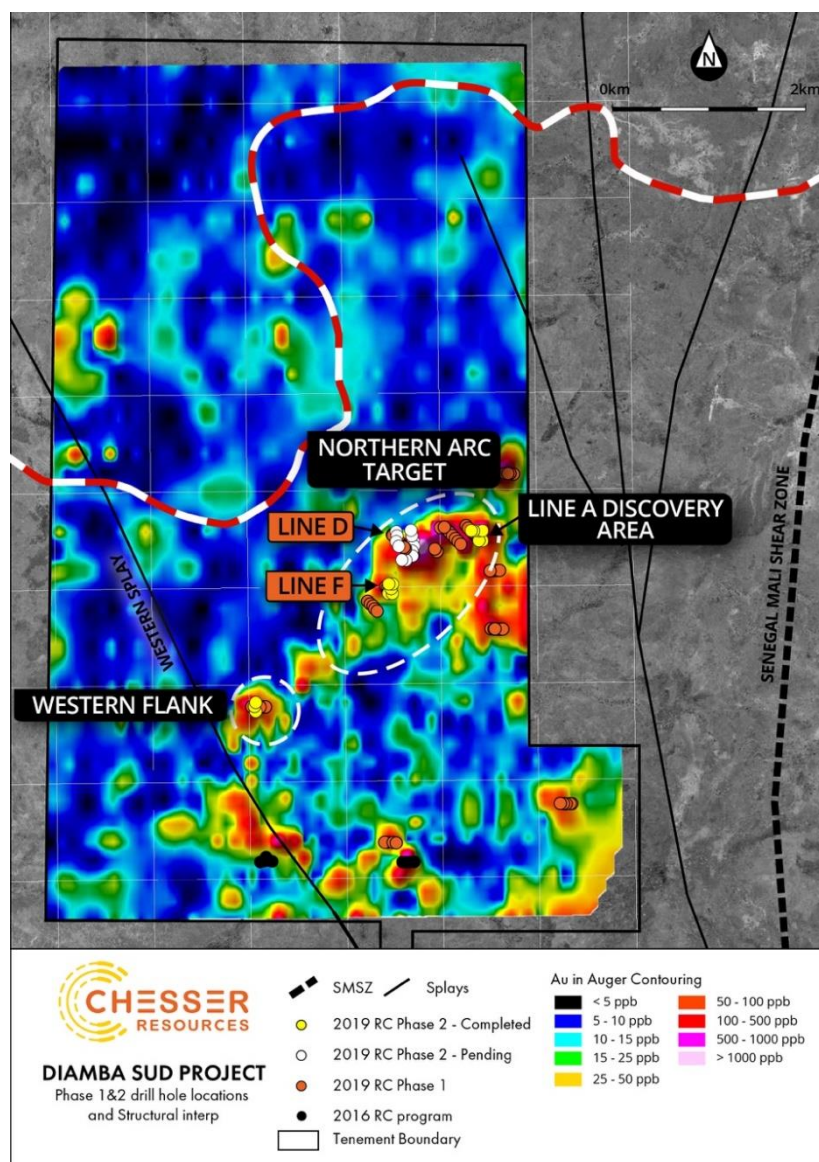 N
0km 2km
NORTHERN ARC
TARGET
LINE D
LINE A DISCOVERY
AREA
LINE F
WESTERN SPLAY
SENEGAL MALI SHEAR ZONE
WESTERN FLANK
CHESSER
RESOURCES
DIAMBA SUD PROJECT
Phase 1&2 drill hole locations
and Structural interp
SMSZ
Splays
2019 RC Phase 2 - Completed
2019 RC Phase 2 - Pending
2019 RC Phase 1
2016 RC program
Tenement Boundary
Au in Auger Contouring
< 5 ppb
5 - 10 ppb
10 - 15 ppb
15 - 25 ppb
25 - 50 ppb
50 - 100 ppb
100 - 500 ppb
500 - 1000 ppb
> 1000 ppb